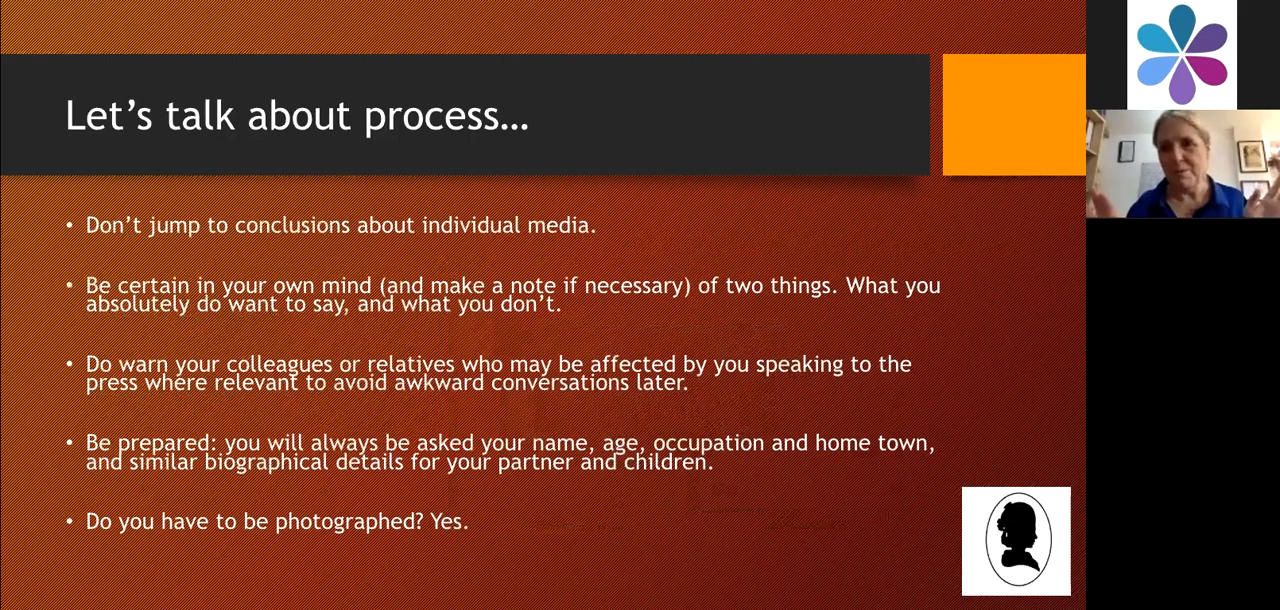 Let’s talk about process…
• Don’t jump to conclusions about individual media.
• Be certain in your own mind (and make a note if necessary) of two things. What you
absolutely do want to say, and what you don’t.
• Do warn your colleagues or relatives who may be affected by you speaking to the
press where relevant to avoid awkward conversations later.
• Be prepared: you will always be asked your name, age, occupation and home town,
and similar biographical details for your partner and children.
• Do you have to be photographed? Yes.